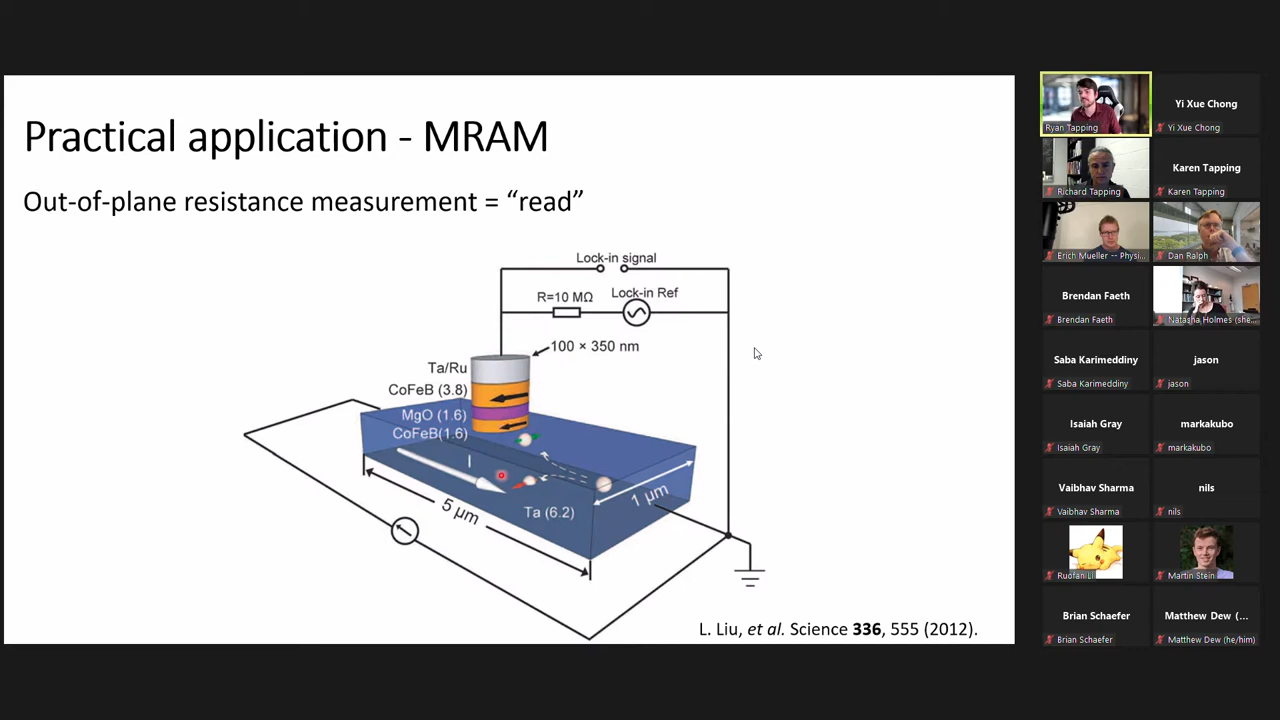 Practical application - MRAM
Out-of-plane resistance measurement = “read”
Lock-in signal
R=10 MΩ
Lock-in Ref
100 × 350 nm
Ta/Ru
CoFeB (3.8)
MgO (1.6)
CoFeB(1.6)
I
5 µm
Ta (6.2)
1 µm
L. Liu, et al. Science 336, 555 (2012).
Ryan Tapping
Yi Xue Chong
Yi Xue Chong
Richard Tapping
Karen Tapping
Karen Tapping
Erich Mueller -- Physi...
Dan Ralph
Brendan Faeth
Brendan Faeth
Natasha Holmes (she...
Saba Karimeddiny
Saba Karimeddiny
jason
jason
Isaiah Gray
Isaiah Gray
markakubo
markakubo
Vaibhav Sharma
Vaibhav Sharma
nils
nils
Ruofan Li
Martin Stein
Brian Schaefer
Brian Schaefer
Matthew Dew (...
Matthew Dew (he/him)